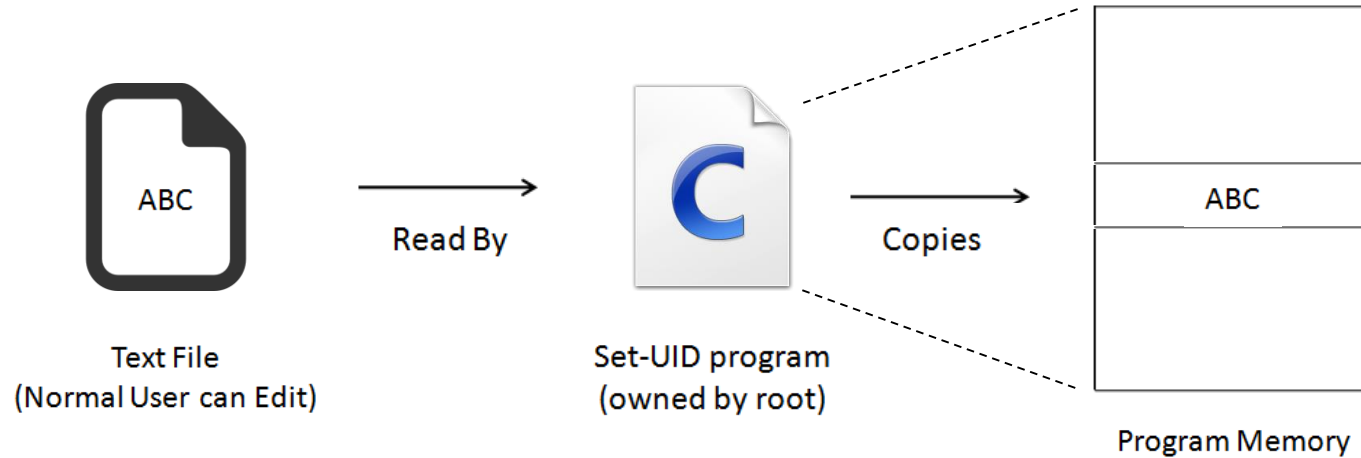 ABC
Text File
(Normal User can Edit)
Read By
C
Set-UID program
(owned by root)
Copies
ABC
Program Memory